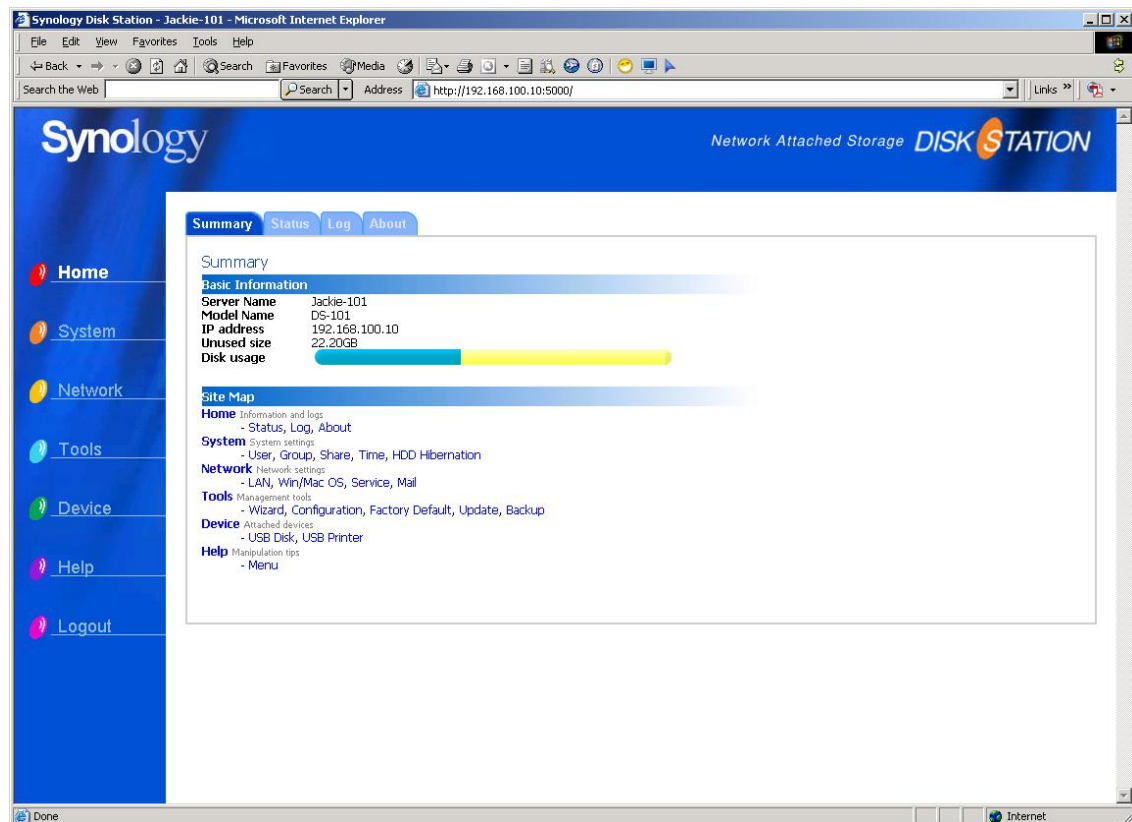 Synology Disk Station - Jackie-101 - Microsoft Internet Explorer
File Edit View Favorites Tools Help
Back Search Favorites Media
Search the Web Search Address http://192.168.100.10:5000/ Links »
Synology Network Attached Storage DISK STATION
Summary Status Log About
Home
System
Network
Tools
Device
Help
Logout
Summary
Basic Information
Server Name Jackie-101
Model Name DS-101
IP address 192.168.100.10
Unused size 22.20GB
Disk usage
Site Map
Home Information and logs
- Status, Log, About
System System settings
- User, Group, Share, Time, HDD Hibernation
Network Network settings
- LAN, Win/Mac OS, Service, Mail
Tools Management tools
- Wizard, Configuration, Factory Default, Update, Backup
Device Attached devices
- USB Disk, USB Printer
Help Manipulation tips
- Menu
Done Internet